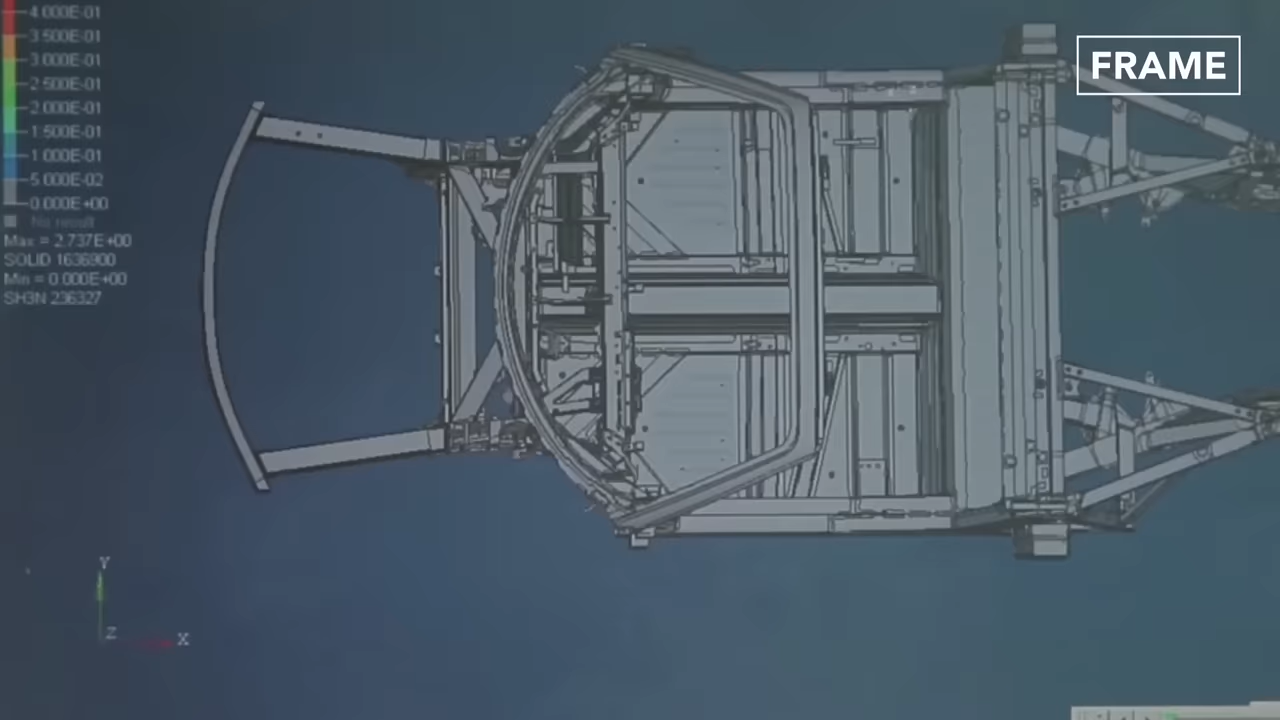 4.000E-01
3.500E-01
3.000E-01
2.500E-01
2.000E-01
1.500E-01
1.000E-01
5.000E-02
0.000E+00
No result
Max = 2.737E+00
SOLID 1636900
Min = 0.000E+00
SH3N 236327
FRAME
Y
Z
X